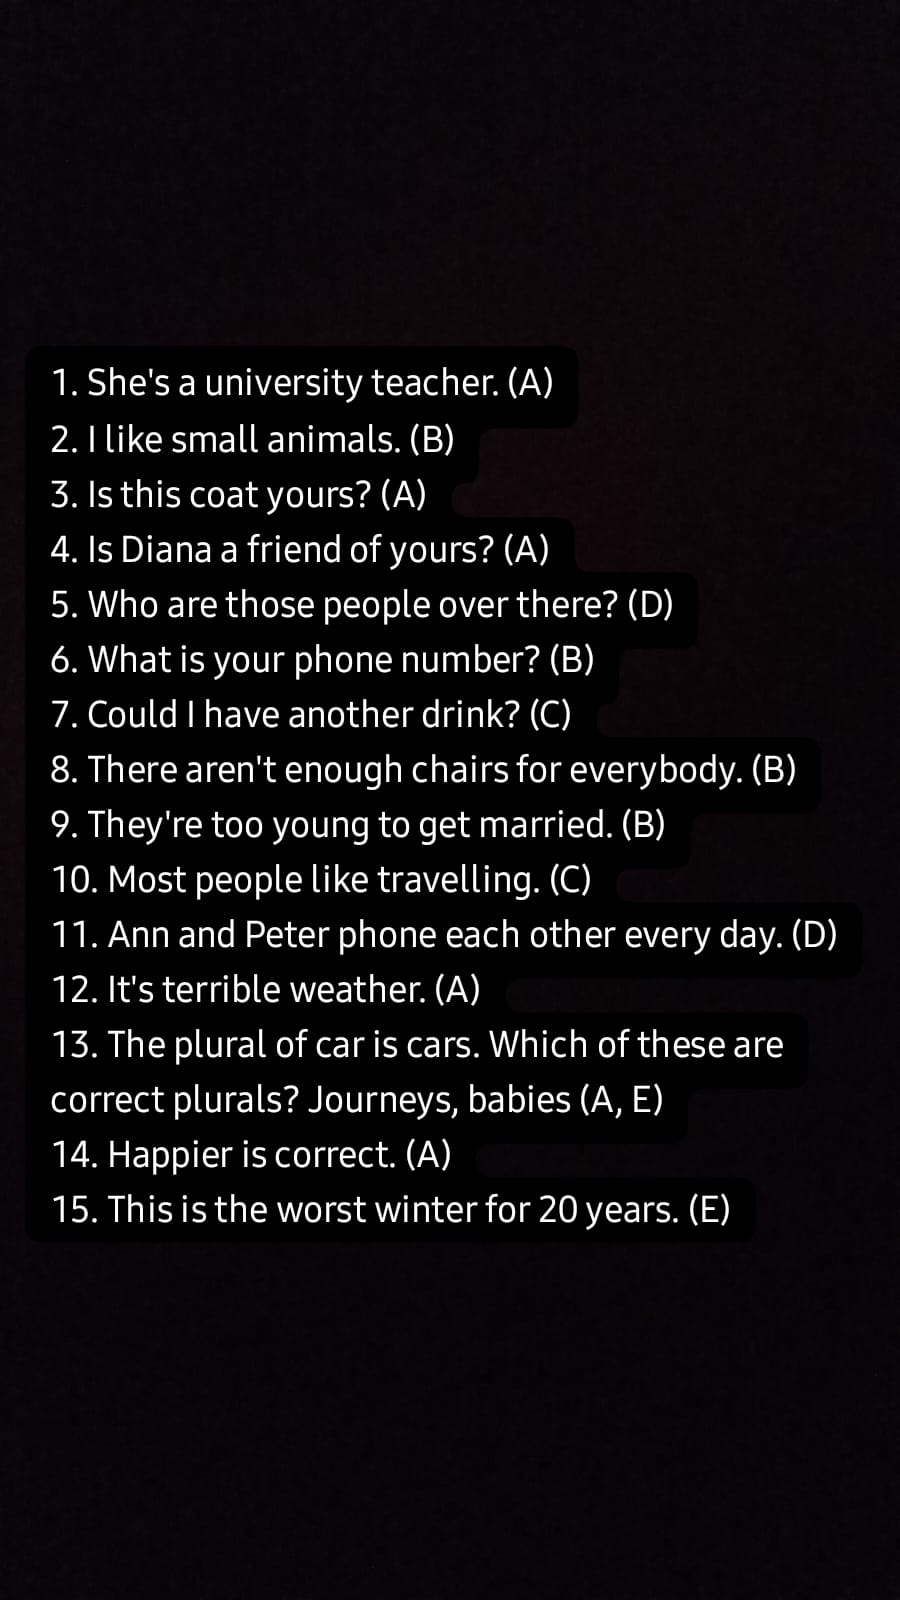 1. She's a university teacher. (A)
2. I like small animals. (B)
3. Is this coat yours? (A)
4. Is Diana a friend of yours? (A)
5. Who are those people over there? (D)
6. What is your phone number? (B)
7. Could I have another drink? (C)
8. There aren't enough chairs for everybody. (B)
9. They're too young to get married. (B)
10. Most people like travelling. (C)
11. Ann and Peter phone each other every day. (D)
12. It's terrible weather. (A)
13. The plural of car is cars. Which of these are
correct plurals? Journeys, babies (A, E)
14. Happier is correct. (A)
15. This is the worst winter for 20 years. (E)